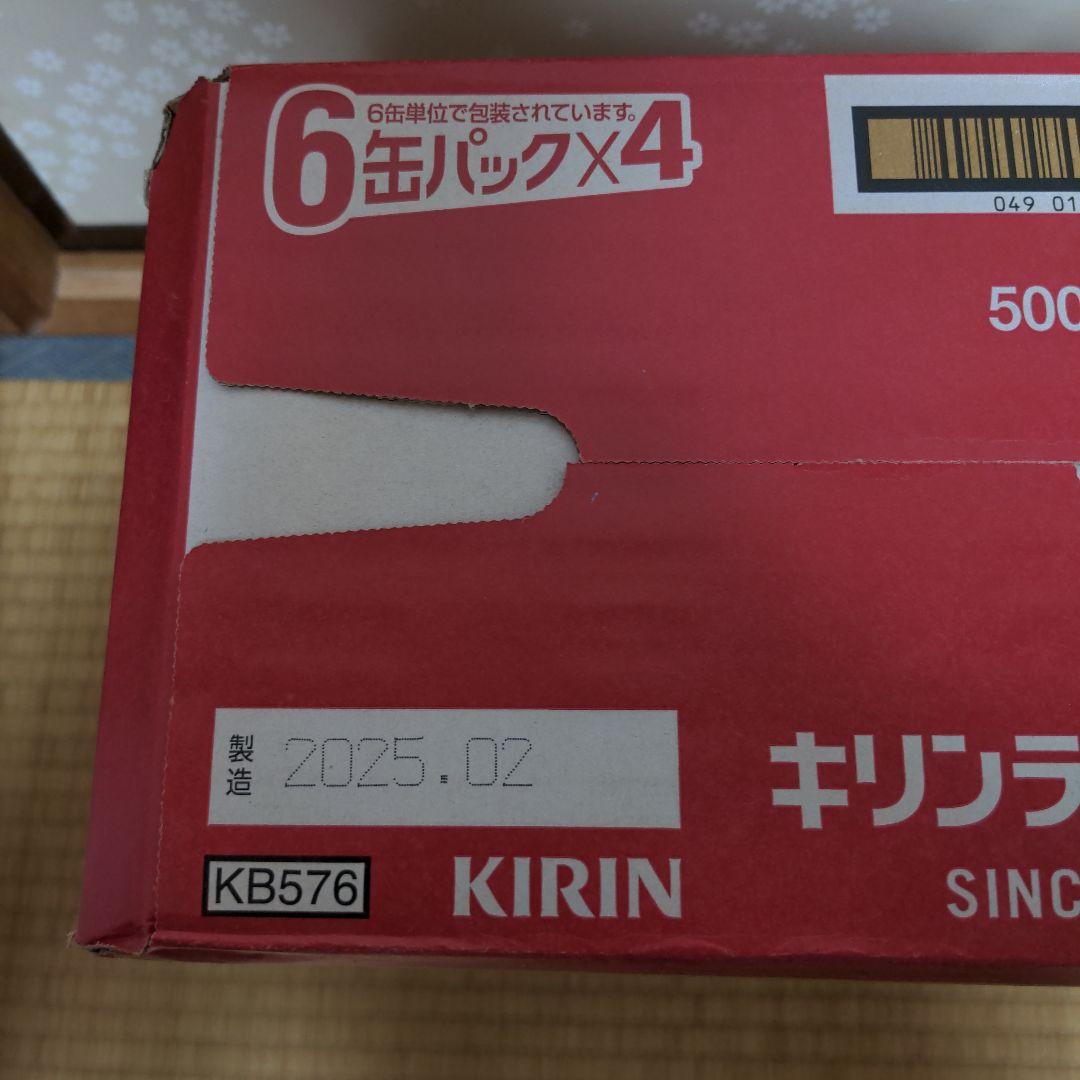 6缶単位で包装されています。
6缶パック×4
049 01
500
製造 2025.02
キリンラ
KB576
KIRIN
SINC